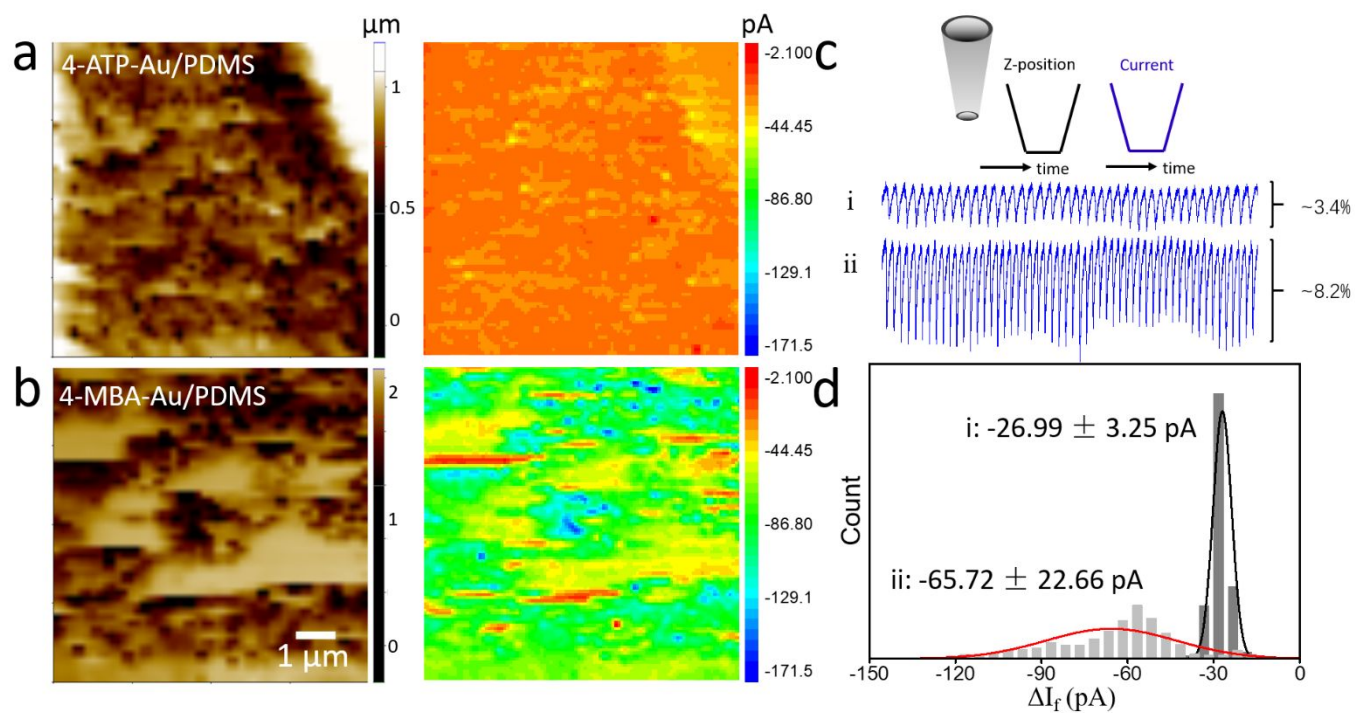 a
4-ATP-Au/PDMS
µm
1
0.5
0
pA
-2.100
-44.45
-86.80
-129.1
-171.5
b
4-MBA-Au/PDMS
1 µm
2
1
0
-2.100
-44.45
-86.80
-129.1
-171.5
c
Z-position
Current
time
time
i
~3.4%
ii
~8.2%
d
i: -26.99 ± 3.25 pA
ii: -65.72 ± 22.66 pA
Count
-150
-120
-90
-60
-30
0
ΔIf (pA)